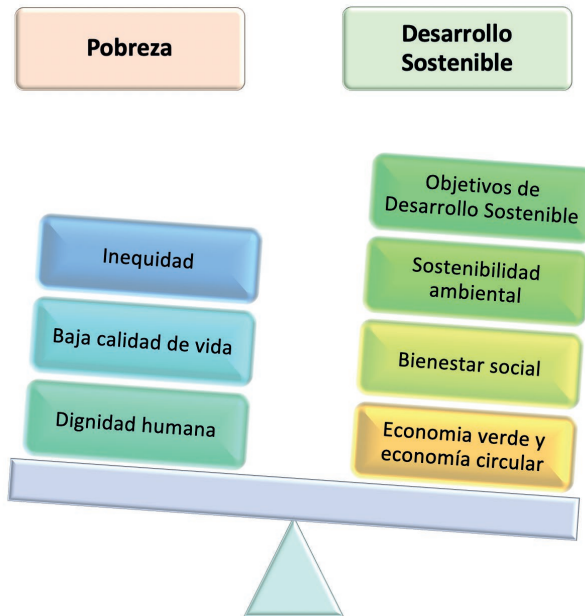 Pobreza
Desarrollo
Sostenible
Inequidad
Baja calidad de vida
Dignidad humana
Objetivos de
Desarrollo Sostenible
Sostenibilidad
ambiental
Bienestar social
Economia verde y
economía circular